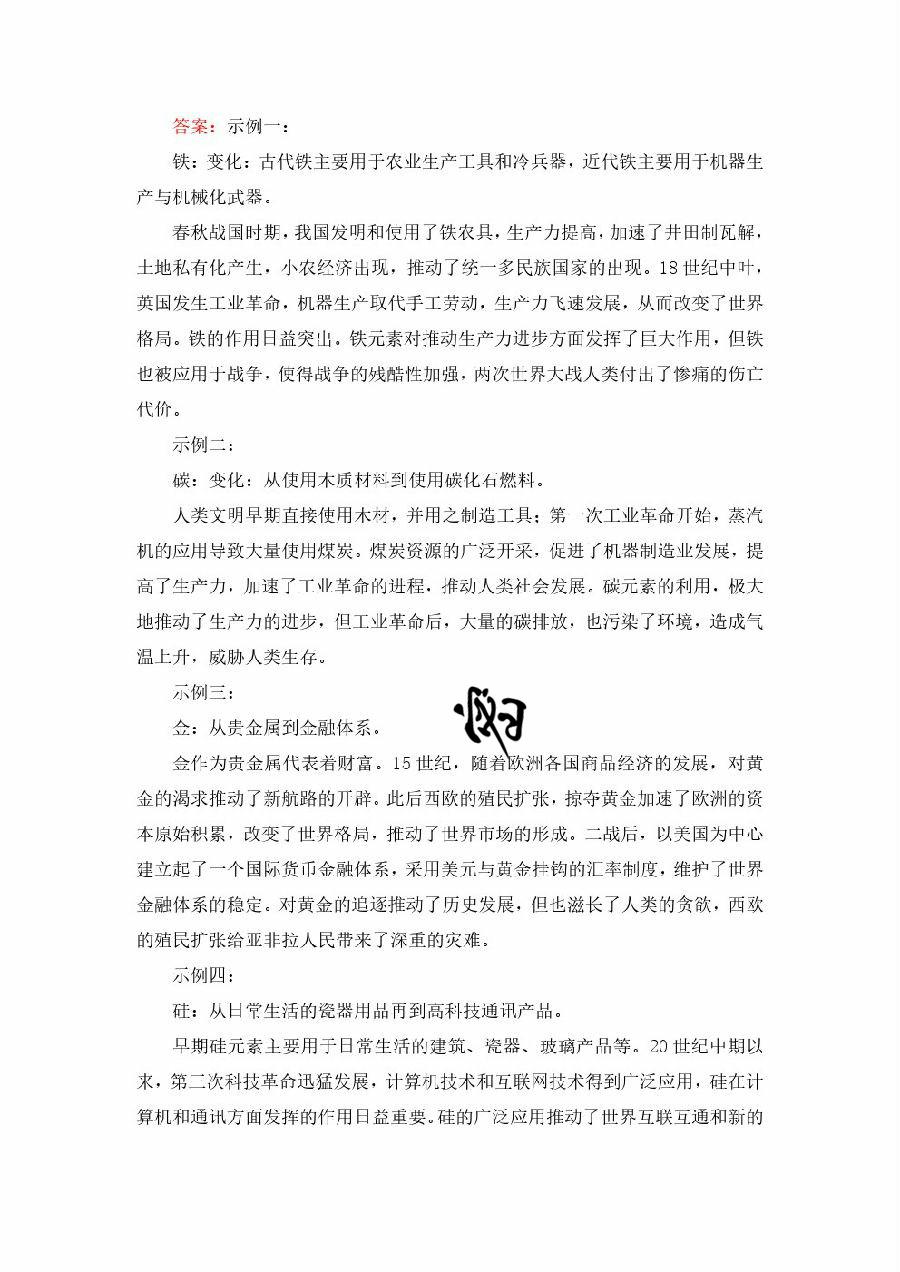 答案：示例一：
铁：变化：古代铁主要用于农业生产工具和冷兵器，近代铁主要用于机器生
产与机械化武器。
春秋战国时期，我国发明和使用了铁农具，生产力提高，加速了井田制瓦解，
土地私有化产生，小农经济出现，推动了统一多民族国家的出现。18 世纪中叶，
英国发生工业革命，机器生产取代手工劳动，生产力飞速发展，从而改变了世界
格局。铁的作用日益突出。铁元素对推动生产力进步方面发挥了巨大作用，但铁
也被应用于战争，使得战争的残酷性加强，两次世界大战人类付出了惨痛的伤亡
代价。
示例二：
碳：变化：从使用木质材料到使用碳化石燃料。
人类文明早期直接使用木材，并用之制造工具；第一次工业革命开始，蒸汽
机的应用导致大量使用煤炭。煤炭资源的广泛开采，促进了机器制造业发展，提
高了生产力，加速了工业革命的进程，推动人类社会发展。碳元素的利用，极大
地推动了生产力的进步，但工业革命后，大量的碳排放，也污染了环境，造成气
温上升，威胁人类生存。
示例三：
金：从贵金属到金融体系。
金作为贵金属代表着财富。15 世纪，随着欧洲各国商品经济的发展，对黄
金的渴求推动了新航路的开辟。此后西欧的殖民扩张，掠夺黄金加速了欧洲的资
本原始积累，改变了世界格局，推动了世界市场的形成。二战后，以美国为中心
建立起了一个国际货币金融体系，采用美元与黄金挂钩的汇率制度，维护了世界
金融体系的稳定。对黄金的追逐推动了历史发展，但也滋长了人类的贪欲，西欧
的殖民扩张给亚非拉人民带来了深重的灾难。
示例四：
硅：从日常生活的瓷器用品再到高科技通讯产品。
早期硅元素主要用于日常生活的建筑、瓷器、玻璃产品等。20 世纪中期以
来，第二次科技革命迅猛发展，计算机技术和互联网技术得到广泛应用，硅在计
算机和通讯方面发挥的作用日益重要。硅的广泛应用推动了世界互联互通和新的